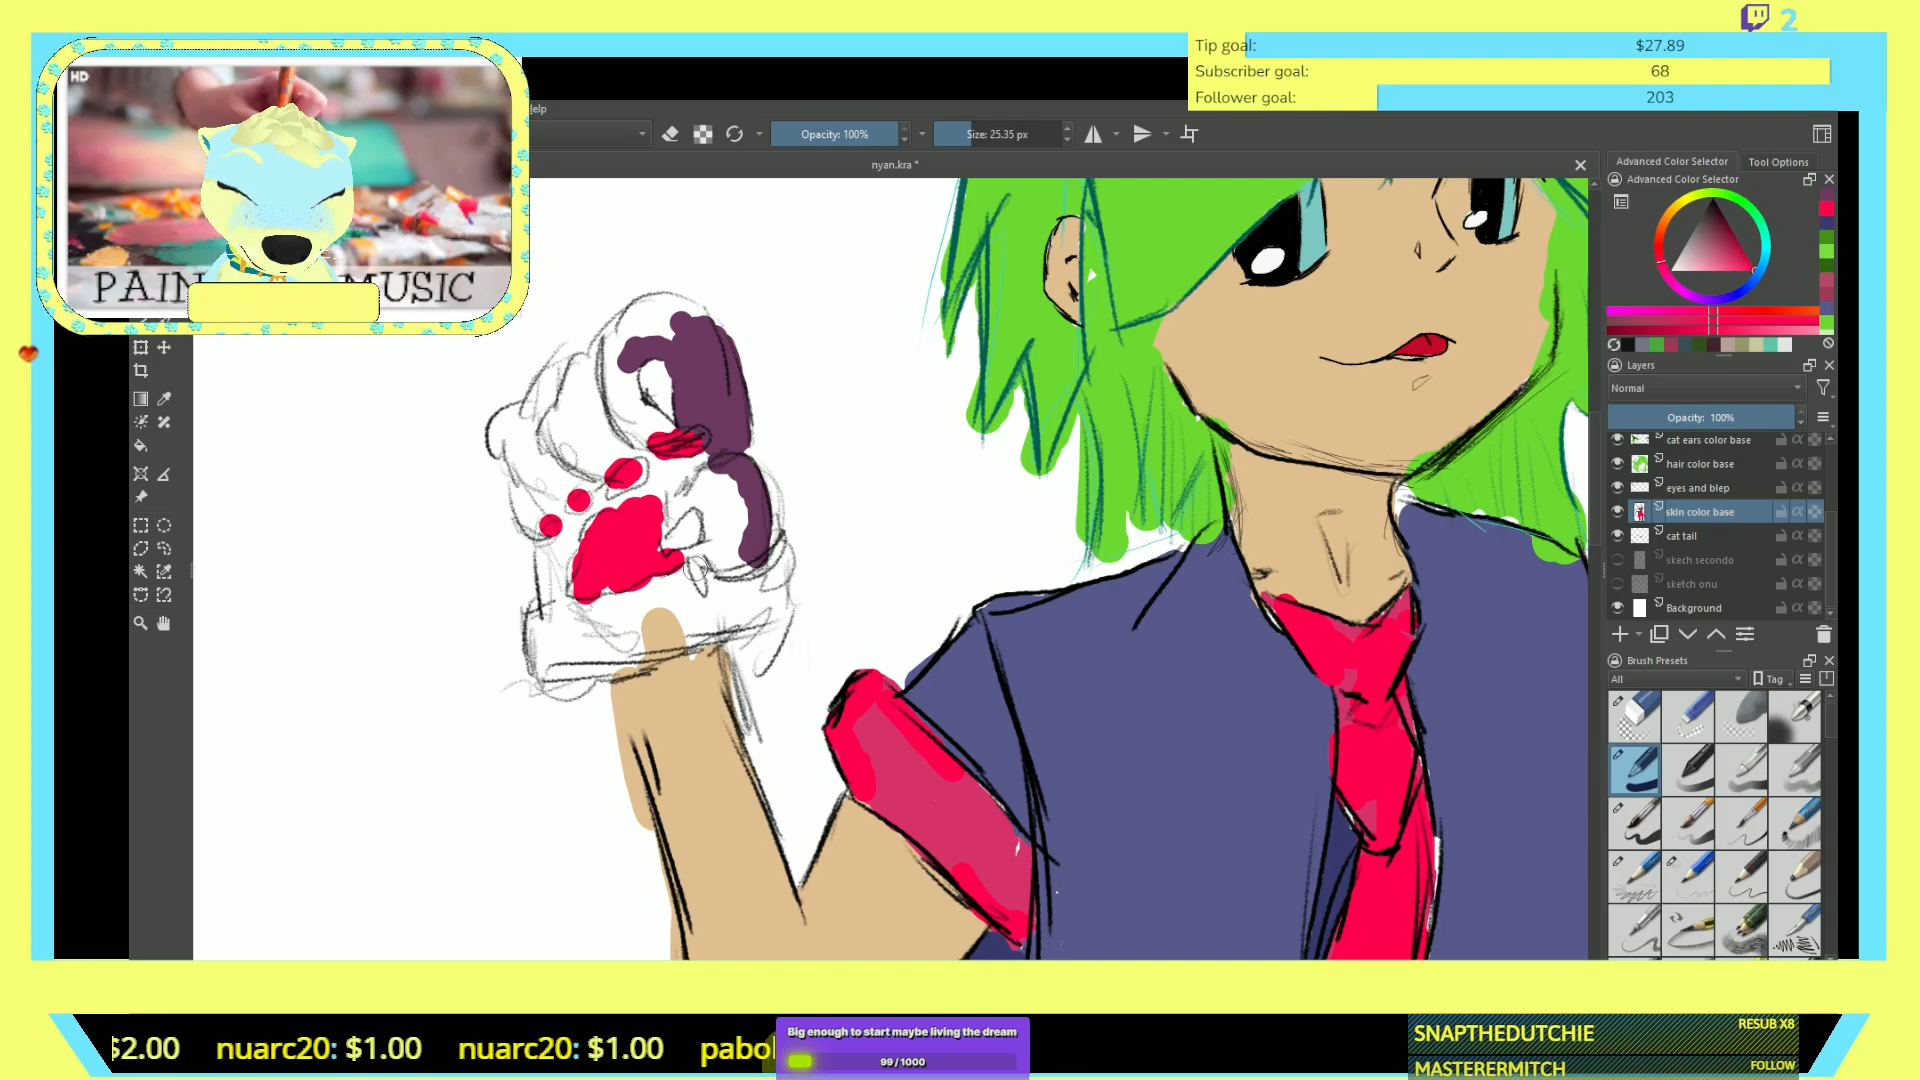 2
Tip goal: $27.89
Subscriber goal: 68
Follower goal: 203
HD
PAIN MUSIC
elp
Opacity: 100%
Size: 25.35 px
nyan.kra *
Advanced Color Selector
Tool Options
Advanced Color Selector
Layers
Normal
Opacity: 100%
cat ears color base
hair color base
eyes and blep
skin color base
cat tail
skech secondo
sketch onu
Background
Brush Presets
All
Tag
$2.00 nuarc20: $1.00 nuarc20: $1.00 pabol
Big enough to start maybe living the dream
99 / 1000
SNAPTHEDUTCHIE RESUB X8
MASTERERMITCH FOLLOW